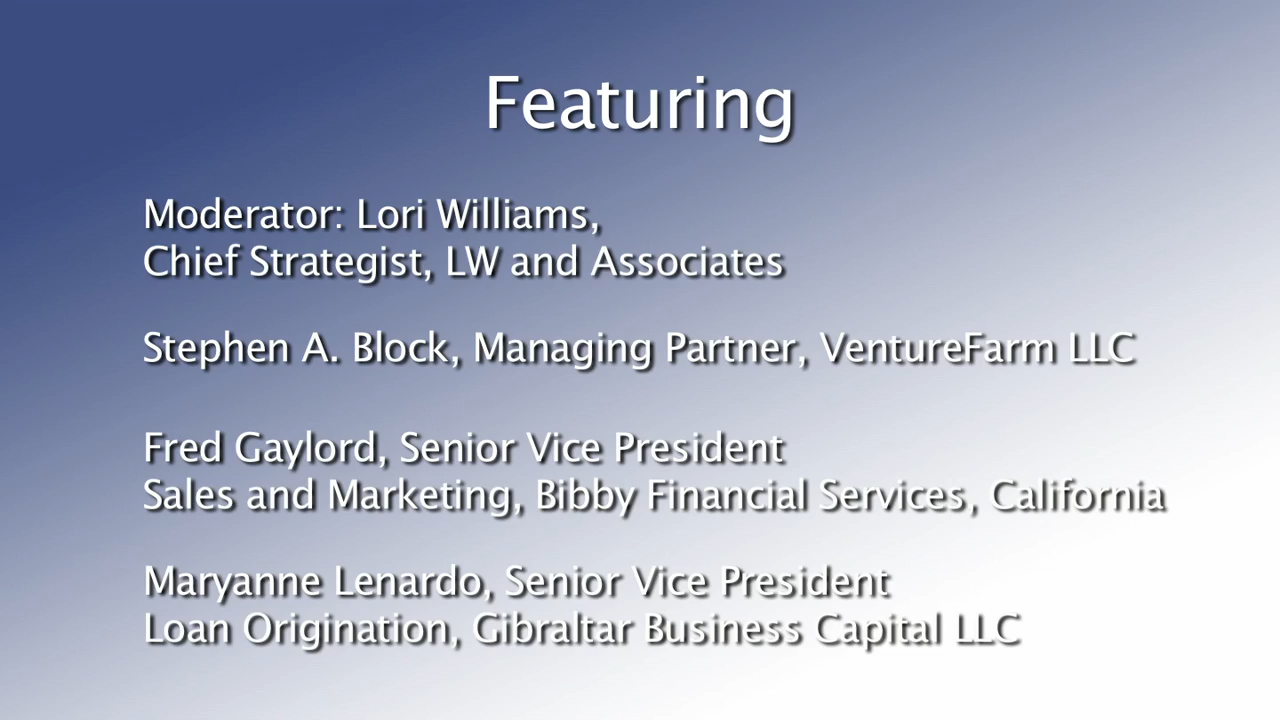 Featuring
Moderator: Lori Williams,
Chief Strategist, LW and Associates
Stephen A. Block, Managing Partner, VentureFarm LLC
Fred Gaylord, Senior Vice President
Sales and Marketing, Bibby Financial Services, California
Maryanne Lenardo, Senior Vice President
Loan Origination, Gibraltar Business Capital LLC